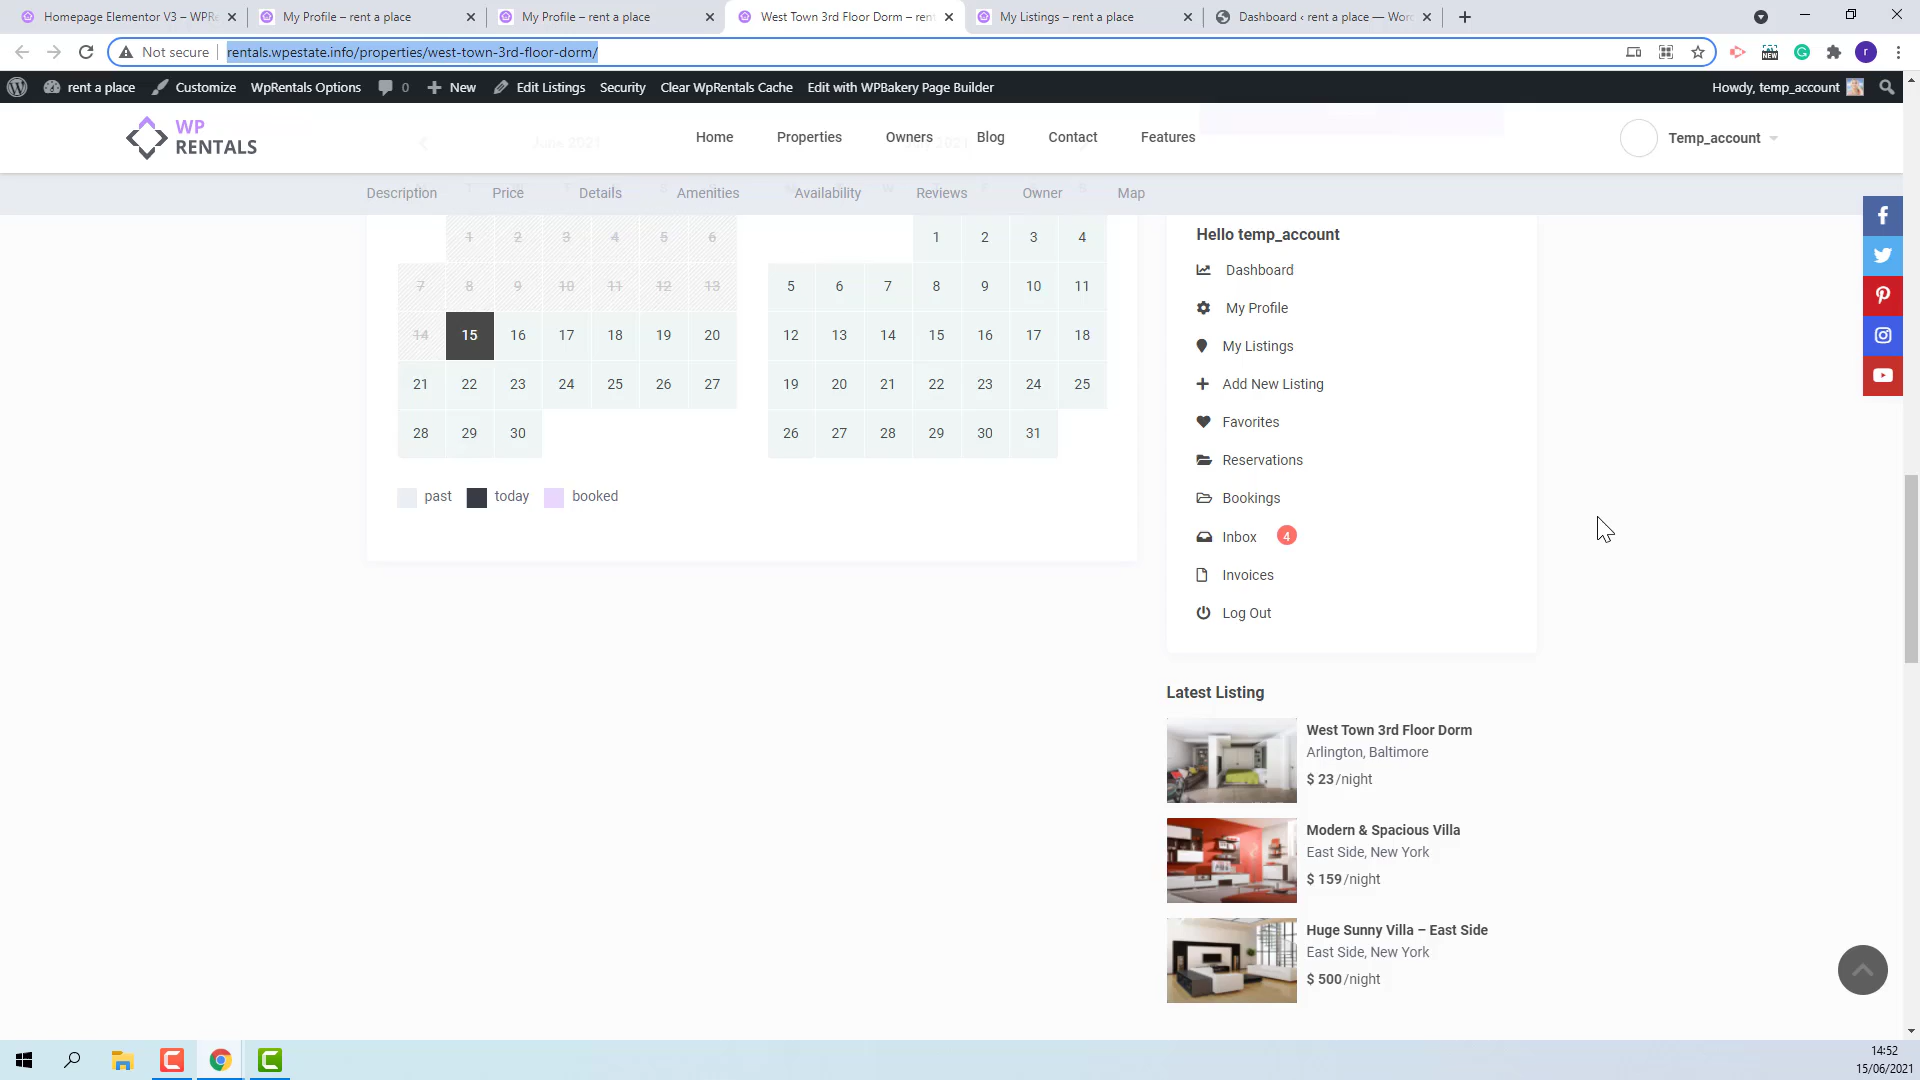 Homepage Elementor V3 – WPRe
My Profile – rent a place
My Profile – rent a place
West Town 3rd Floor Dorm – rent
My Listings – rent a place
Dashboard ‹ rent a place — Word
Not secure
rentals.wpestate.info/properties/west-town-3rd-floor-dorm/
NEW
r
rent a place
Customize
WpRentals Options
0
New
Edit Listings
Security
Clear WpRentals Cache
Edit with WPBakery Page Builder
Howdy, temp_account
WP
RENTALS
June 2021
Home
Properties
Owners
Blog
Contact
Features
Temp_account
Description
Price
Details
Amenities
Availability
Reviews
Owner
Map
1 2 3 4 5 6
7 8 9 10 11 12 13
14 15 16 17 18 19 20
21 22 23 24 25 26 27
28 29 30
1 2 3 4
5 6 7 8 9 10 11
12 13 14 15 16 17 18
19 20 21 22 23 24 25
26 27 28 29 30 31
past
today
booked
Hello temp_account
Dashboard
My Profile
My Listings
Add New Listing
Favorites
Reservations
Bookings
Inbox 4
Invoices
Log Out
Latest Listing
West Town 3rd Floor Dorm
Arlington, Baltimore
$ 23 /night
Modern & Spacious Villa
East Side, New York
$ 159 /night
Huge Sunny Villa – East Side
East Side, New York
$ 500 /night
14:52
15/06/2021